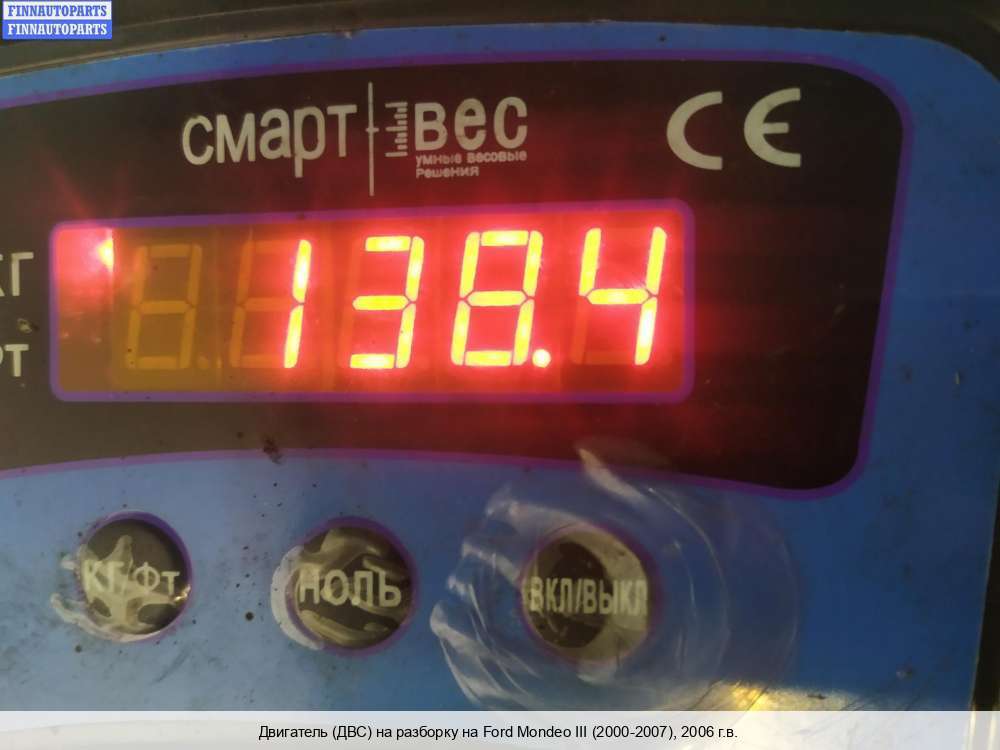 FINNAUTOPARTS
FINNAUTOPARTS
смарт вес
умные весовые
Решения
CE
КГ
138.4
КГ/ФТ
НОЛЬ
ВКЛ/ВЫКЛ
Двигатель (ДВС) на разборку на Ford Mondeo III (2000-2007), 2006 г.в.